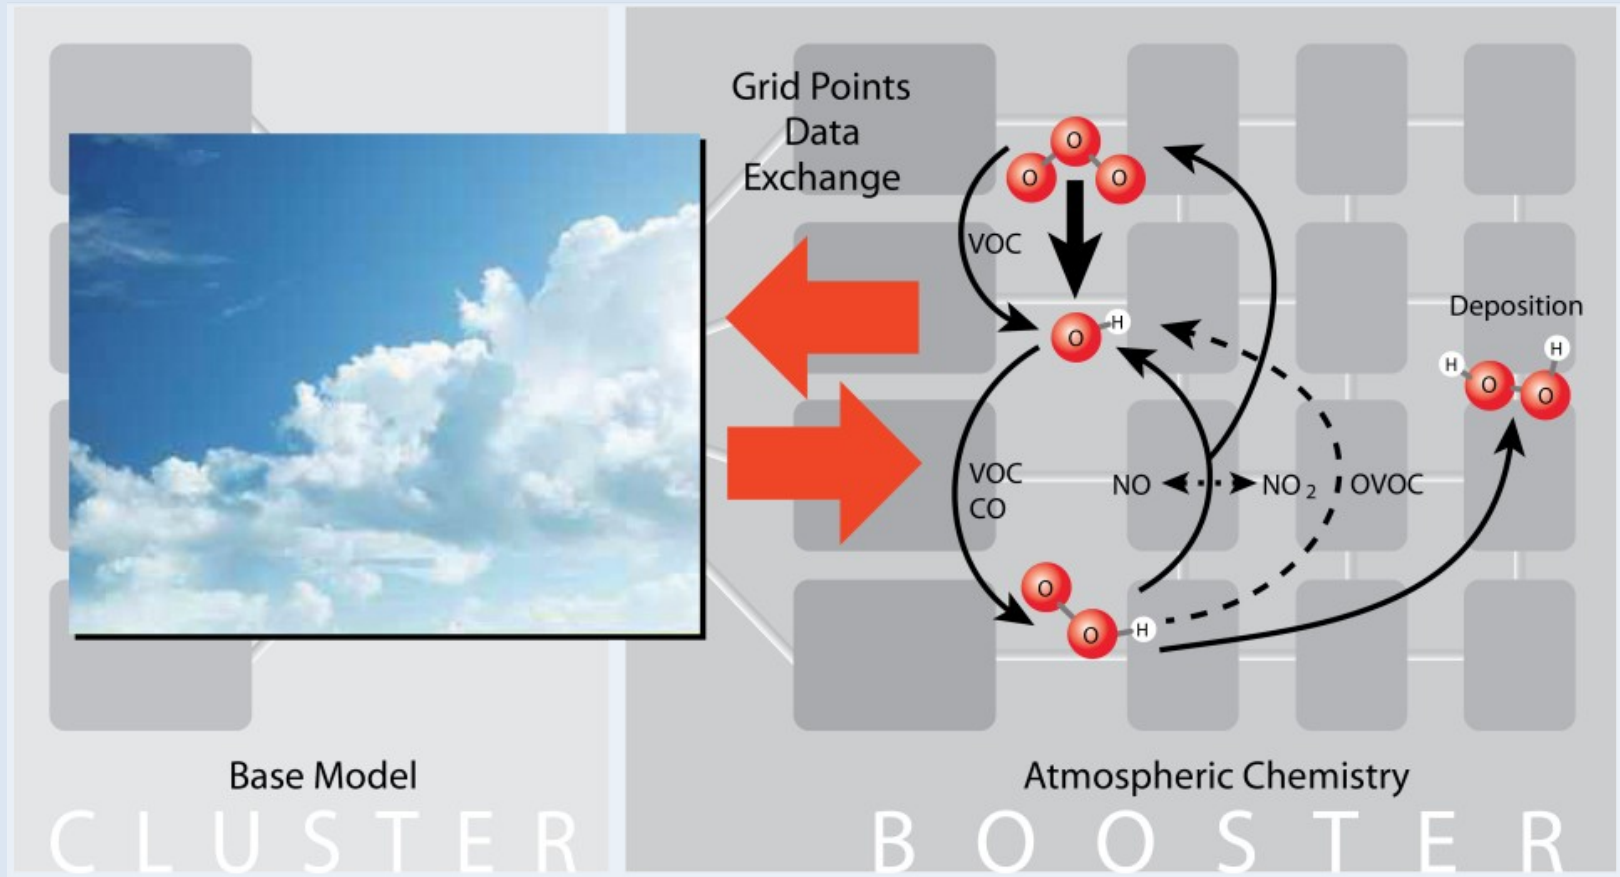 Grid Points
Data
Exchange
O
O
O
VOC
O
H
Deposition
H
H
O
O
VOC
CO
NO
NO2
OVOC
O
O
H
Base Model
Atmospheric Chemistry
CLUSTER
BOOSTER